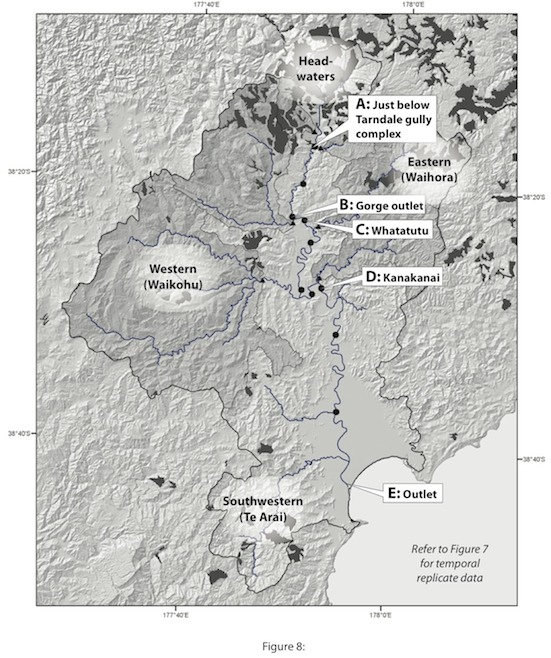 177°40'E
178°0'E
Head-
waters
A: Just below
Tarndale gully
complex
38°20'S
Eastern
(Waihora)
38°20'S
B: Gorge outlet
C: Whatatutu
Western
(Waikohu)
D: Kanakanai
38°40'S
38°40'S
E: Outlet
Southwestern
(Te Arai)
Refer to Figure 7
for temporal
replicate data
177°40'E
178°0'E
Figure 8: